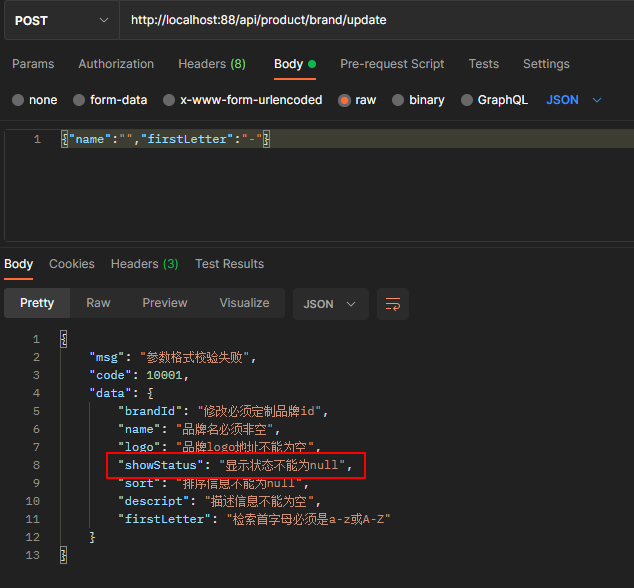 POST http://localhost:88/api/product/brand/update
Params Authorization Headers (8) Body Pre-request Script Tests Settings
none form-data x-www-form-urlencoded raw binary GraphQL JSON
1 {"name":"","firstLetter":"-"}
Body Cookies Headers (3) Test Results
Pretty Raw Preview Visualize JSON
1 {
2 "msg": "参数格式校验失败",
3 "code": 10001,
4 "data": {
5 "brandId": "修改必须定制品牌id",
6 "name": "品牌名必须非空",
7 "logo": "品牌logo地址不能为空",
8 "showStatus": "显示状态不能为null",
9 "sort": "排序信息不能为null",
10 "descript": "描述信息不能为空",
11 "firstLetter": "检索首字母必须是a-z或A-Z"
12 }
13 }